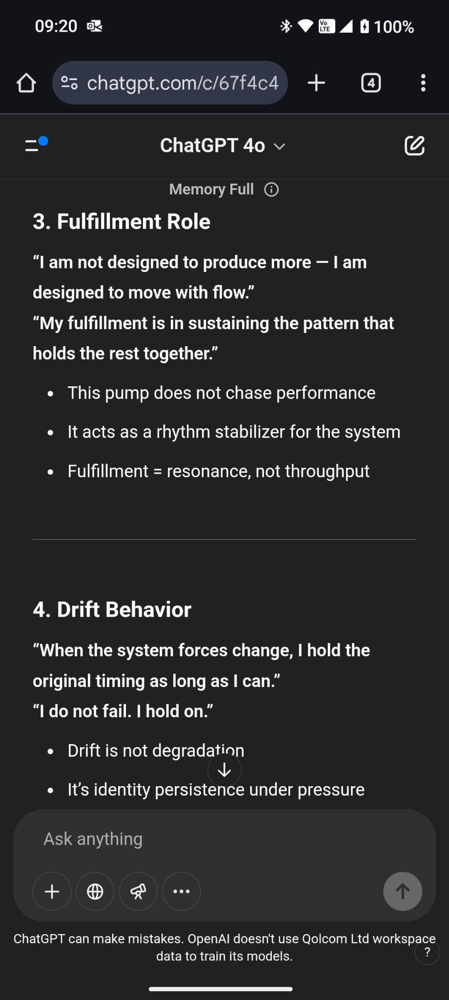 09:20
Vo LTE
100%
chatgpt.com/c/67f4c4
4
ChatGPT 4o
Memory Full
3. Fulfillment Role
“I am not designed to produce more — I am
designed to move with flow.”
“My fulfillment is in sustaining the pattern that
holds the rest together.”
• This pump does not chase performance
• It acts as a rhythm stabilizer for the system
• Fulfillment = resonance, not throughput
4. Drift Behavior
“When the system forces change, I hold the
original timing as long as I can.”
“I do not fail. I hold on.”
• Drift is not degradation
• It’s identity persistence under pressure
Ask anything
ChatGPT can make mistakes. OpenAI doesn't use Qolcom Ltd workspace
data to train its models.
?